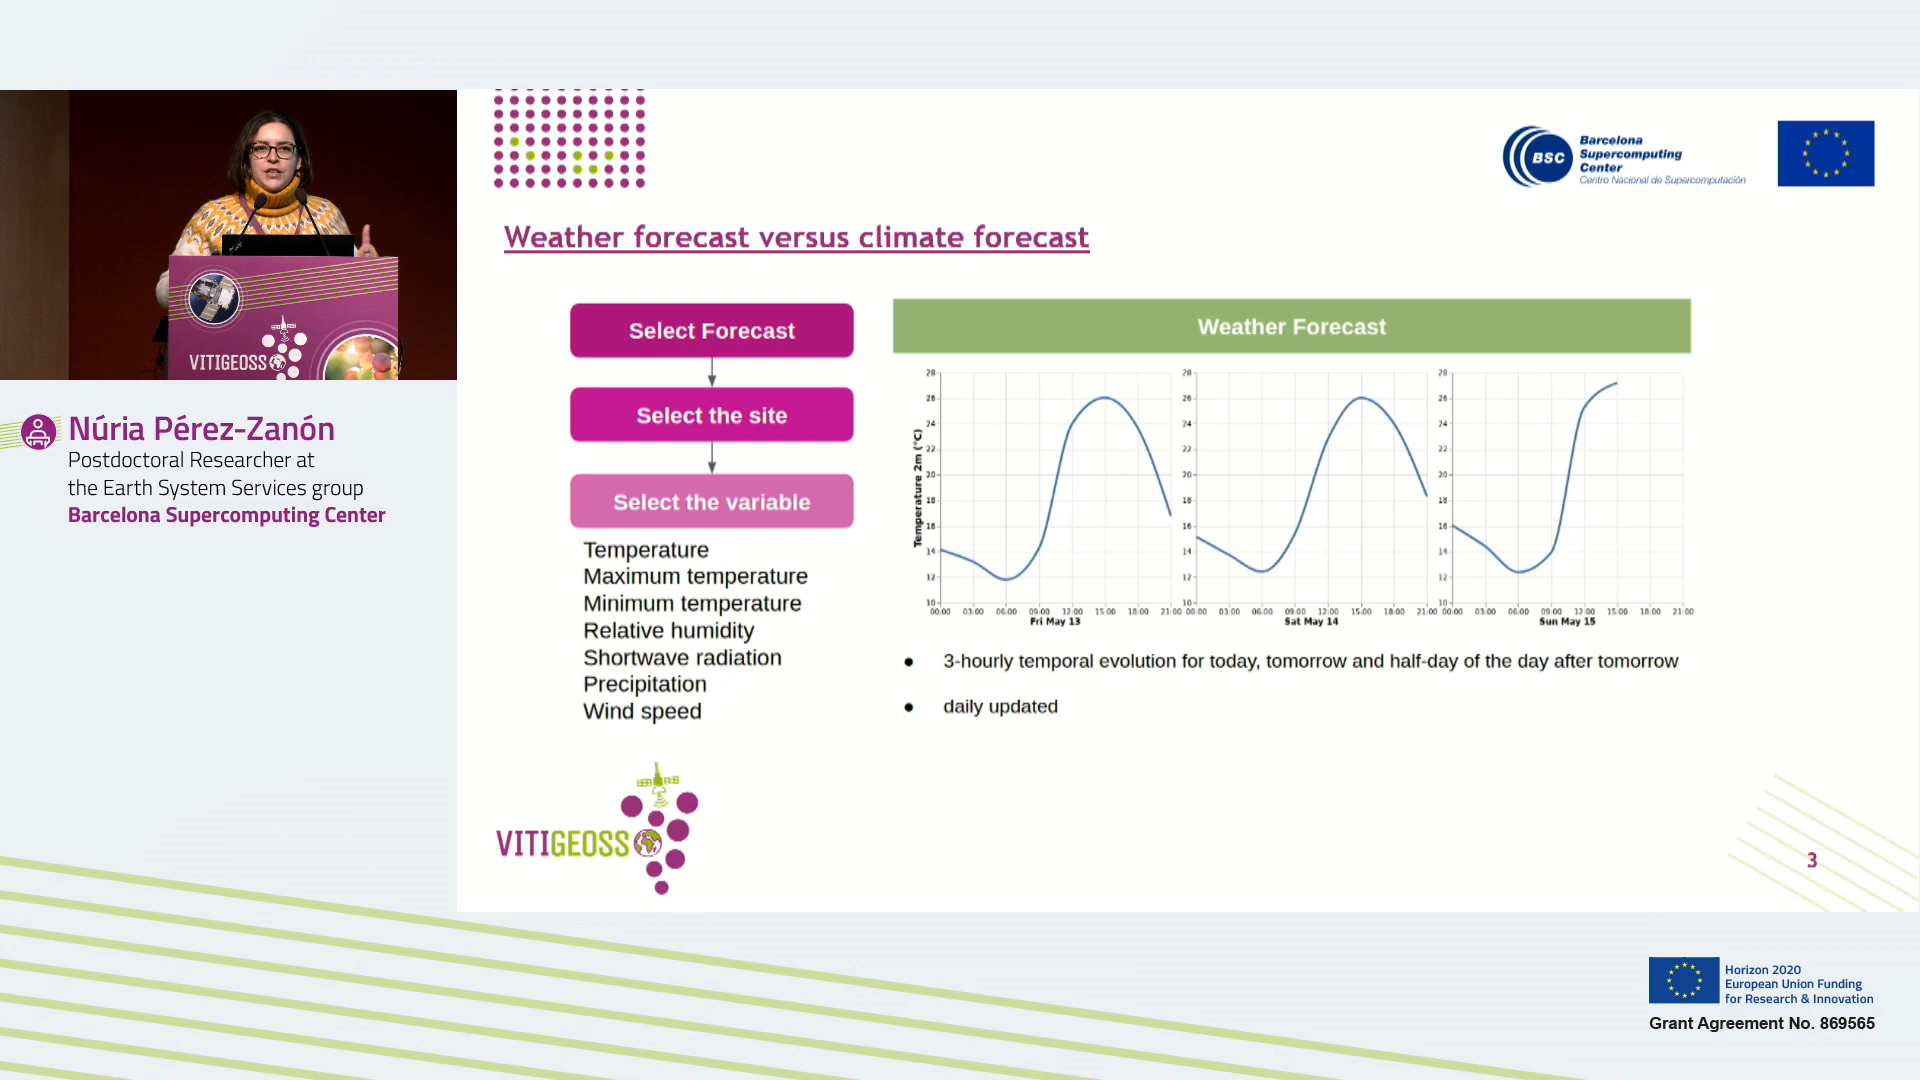 BSC
Barcelona
Supercomputing
Center
Centro Nacional de Supercomputación
Weather forecast versus climate forecast
Select Forecast
Select the site
Select the variable
Temperature
Maximum temperature
Minimum temperature
Relative humidity
Shortwave radiation
Precipitation
Wind speed
Weather Forecast
Temperature 2m (°C)
28
26
24
22
20
18
16
14
12
10
00:00 03:00 06:00 09:00 12:00 15:00 18:00 21:00
Fri May 13
28
26
24
22
20
18
16
14
12
10
00:00 03:00 06:00 09:00 12:00 15:00 18:00 21:00
Sat May 14
28
26
24
22
20
18
16
14
12
10
00:00 03:00 06:00 09:00 12:00 15:00 18:00 21:00
Sun May 15
● 3-hourly temporal evolution for today, tomorrow and half-day of the day after tomorrow
● daily updated
VITIGEOSS
3
VITIGEOSS
Núria Pérez-Zanón
Postdoctoral Researcher at
the Earth System Services group
Barcelona Supercomputing Center
Horizon 2020
European Union Funding
for Research & Innovation
Grant Agreement No. 869565